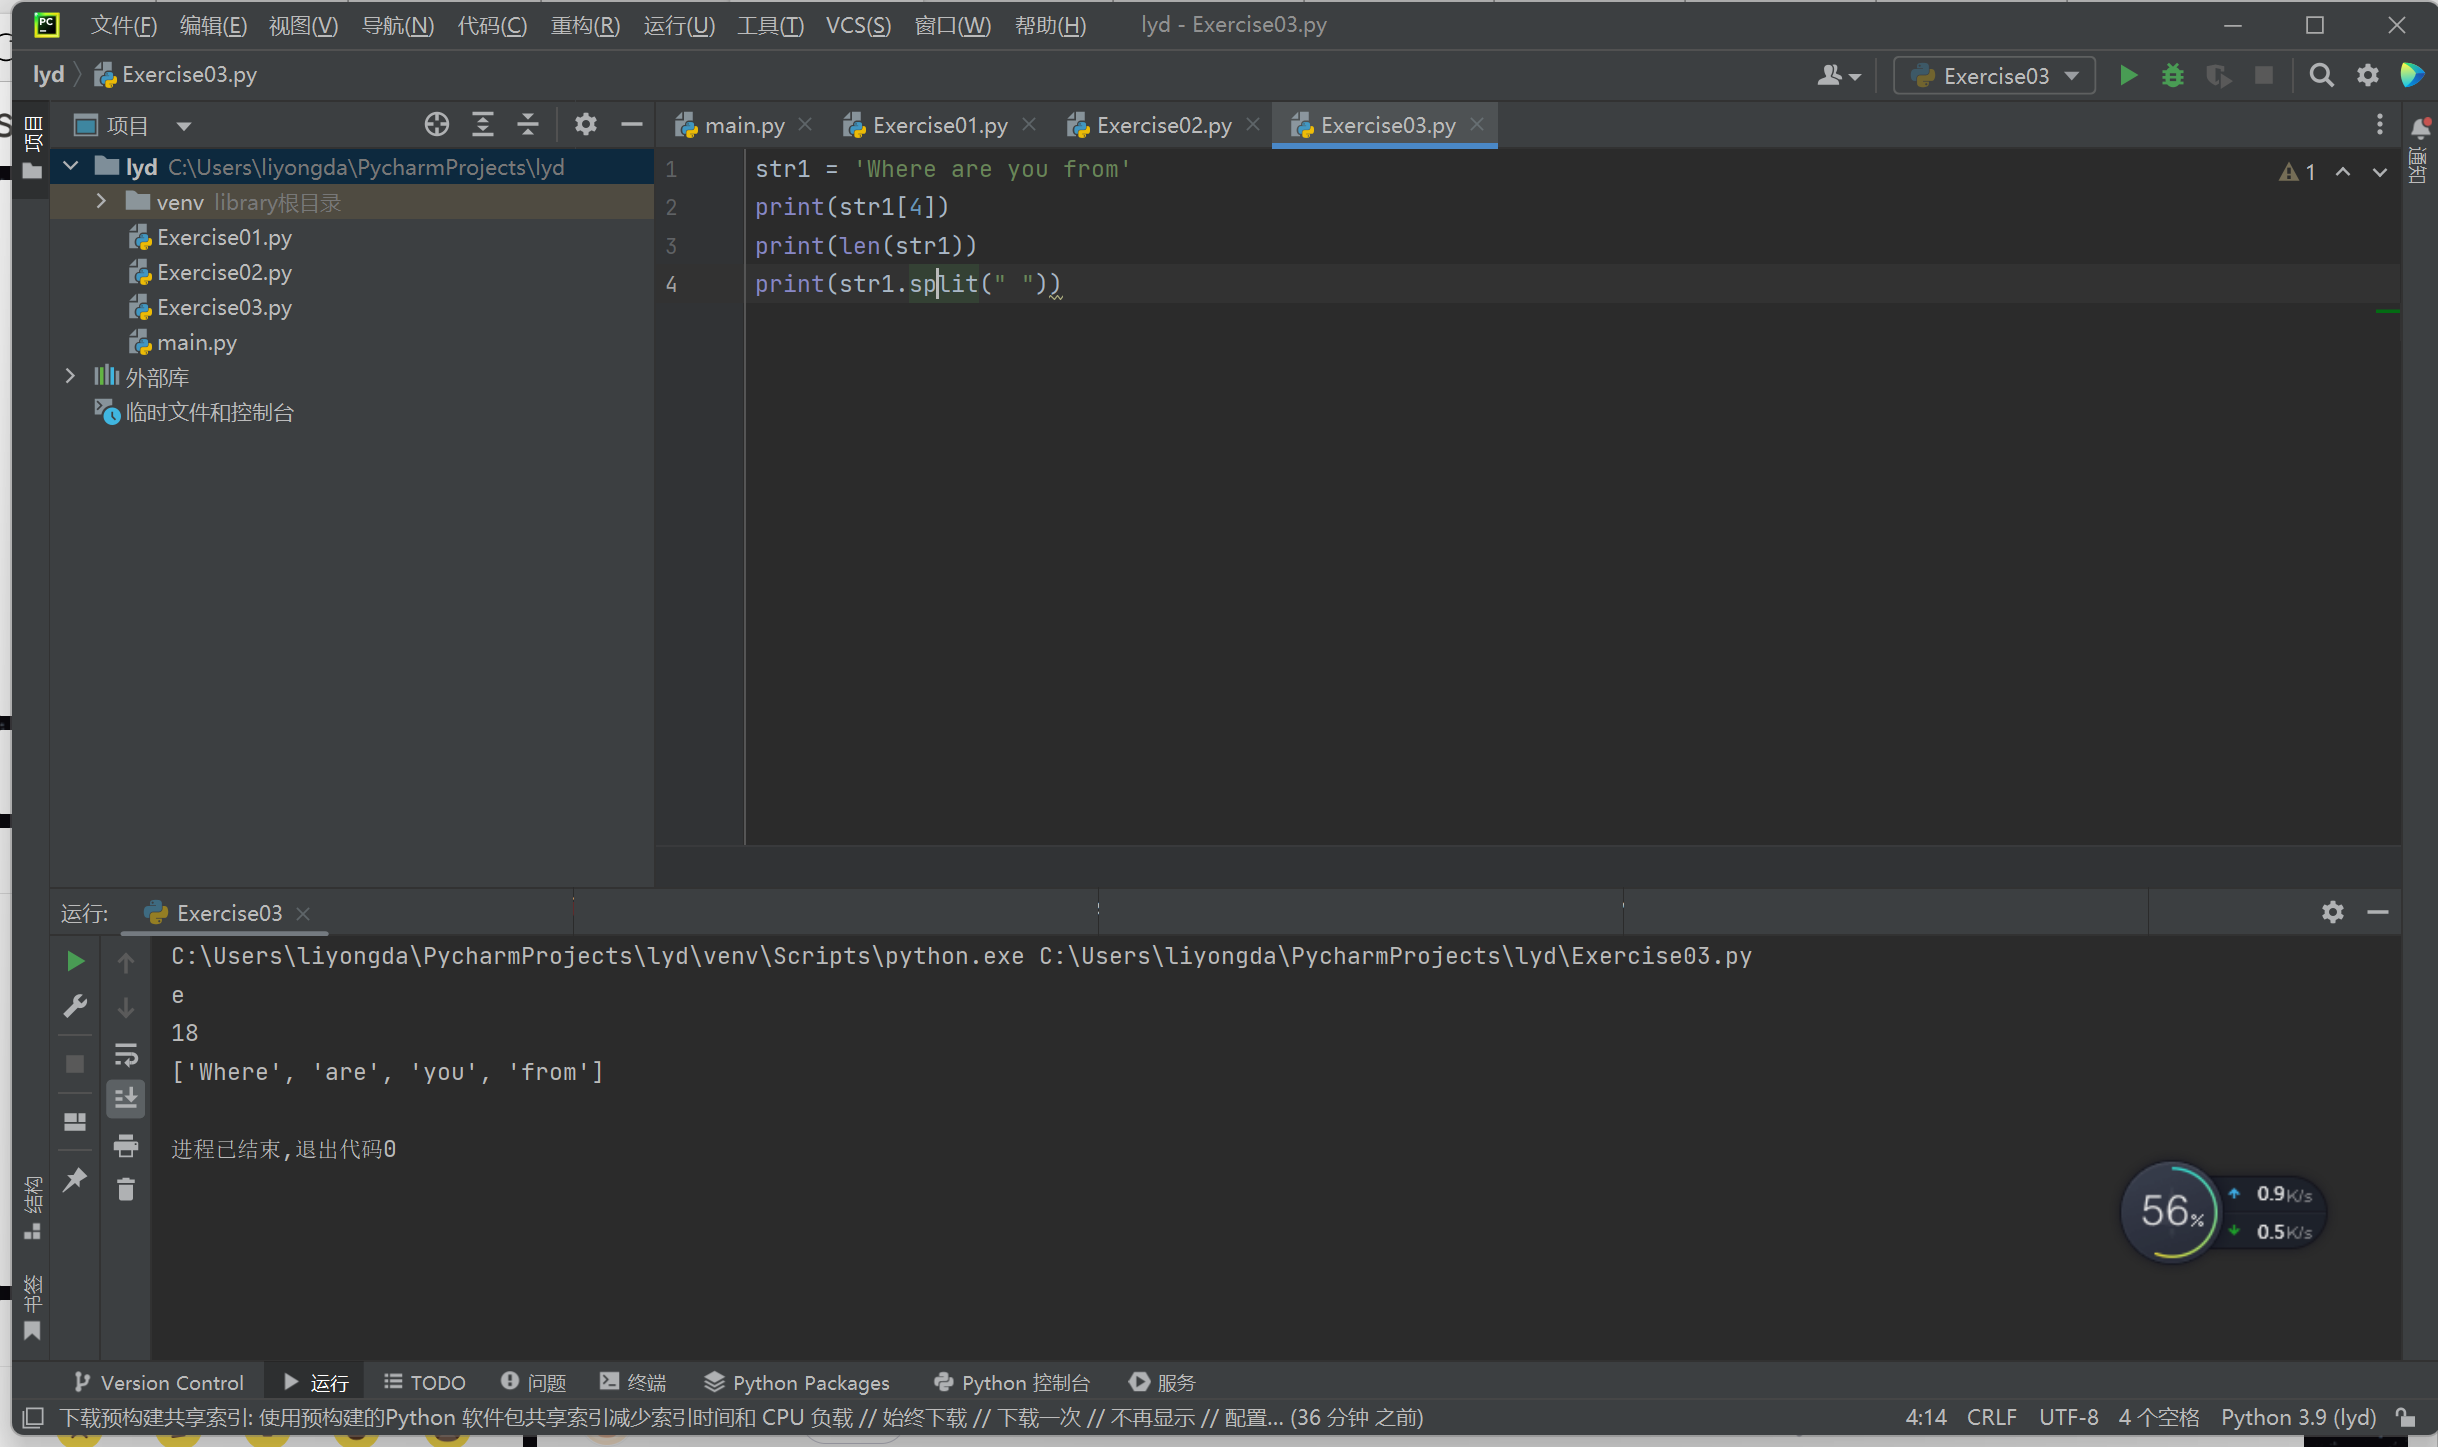 文件(F) 编辑(E) 视图(V) 导航(N) 代码(C) 重构(R) 运行(U) 工具(T) VCS(S) 窗口(W) 帮助(H) lyd - Exercise03.py
lyd Exercise03.py Exercise03
项目
项目 main.py Exercise01.py Exercise02.py Exercise03.py
通知
lyd C:\Users\liyongda\PycharmProjects\lyd
venv library根目录
Exercise01.py
Exercise02.py
Exercise03.py
main.py
外部库
临时文件和控制台
1 str1 = 'Where are you from'
2 print(str1[4])
3 print(len(str1))
4 print(str1.split(" "))
1
运行: Exercise03
C:\Users\liyongda\PycharmProjects\lyd\venv\Scripts\python.exe C:\Users\liyongda\PycharmProjects\lyd\Exercise03.py
e
18
['Where', 'are', 'you', 'from']
进程已结束,退出代码0
56%
0.9K/s
0.5K/s
结构
书签
Version Control 运行 TODO 问题 终端 Python Packages Python 控制台 服务
下载预构建共享索引: 使用预构建的Python 软件包共享索引减少索引时间和 CPU 负载 // 始终下载 // 下载一次 // 不再显示 // 配置... (36 分钟 之前) 4:14 CRLF UTF-8 4 个空格 Python 3.9 (lyd)